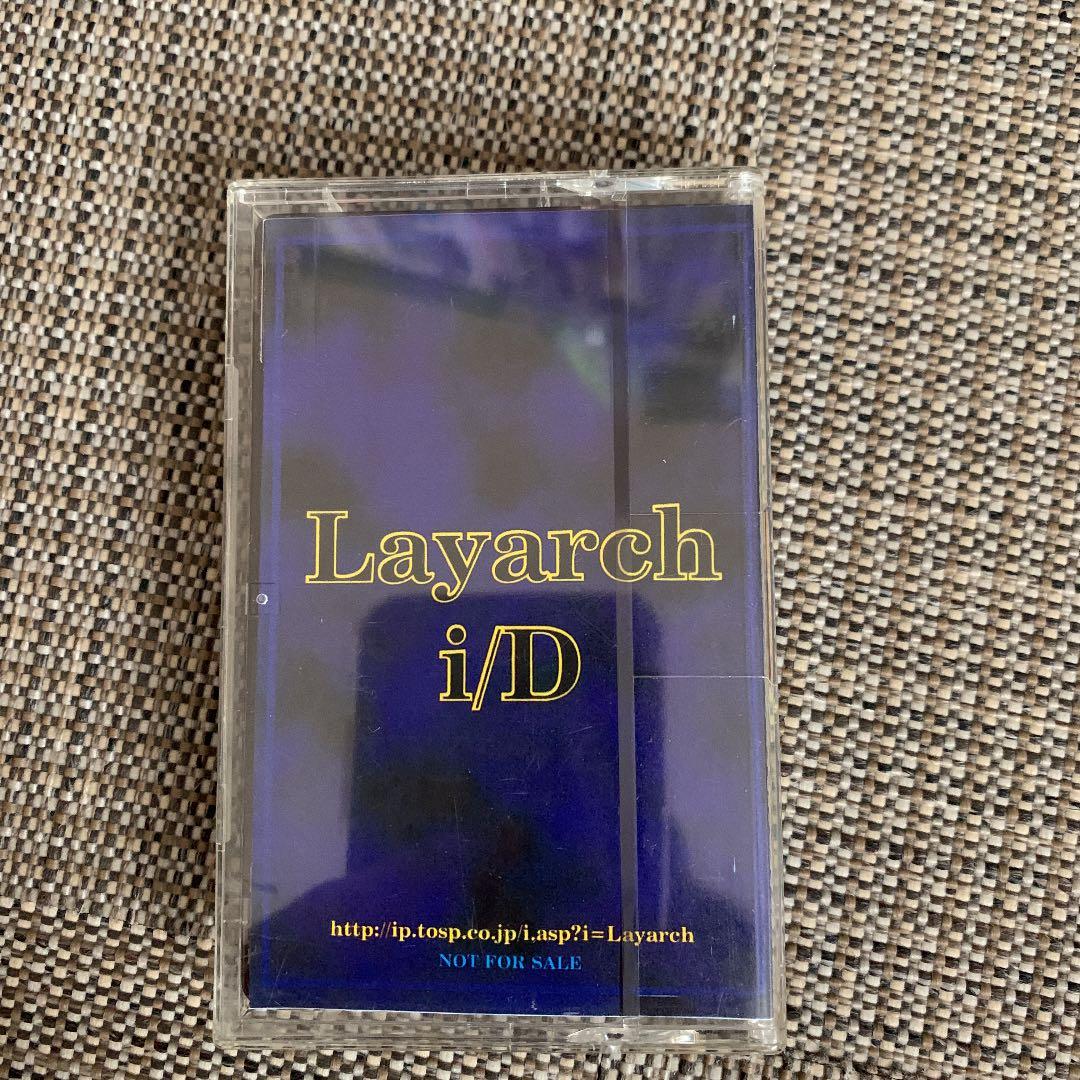 Layarch
i/D
http://ip.tosp.co.jp/i.asp?i=Layarch
NOT FOR SALE